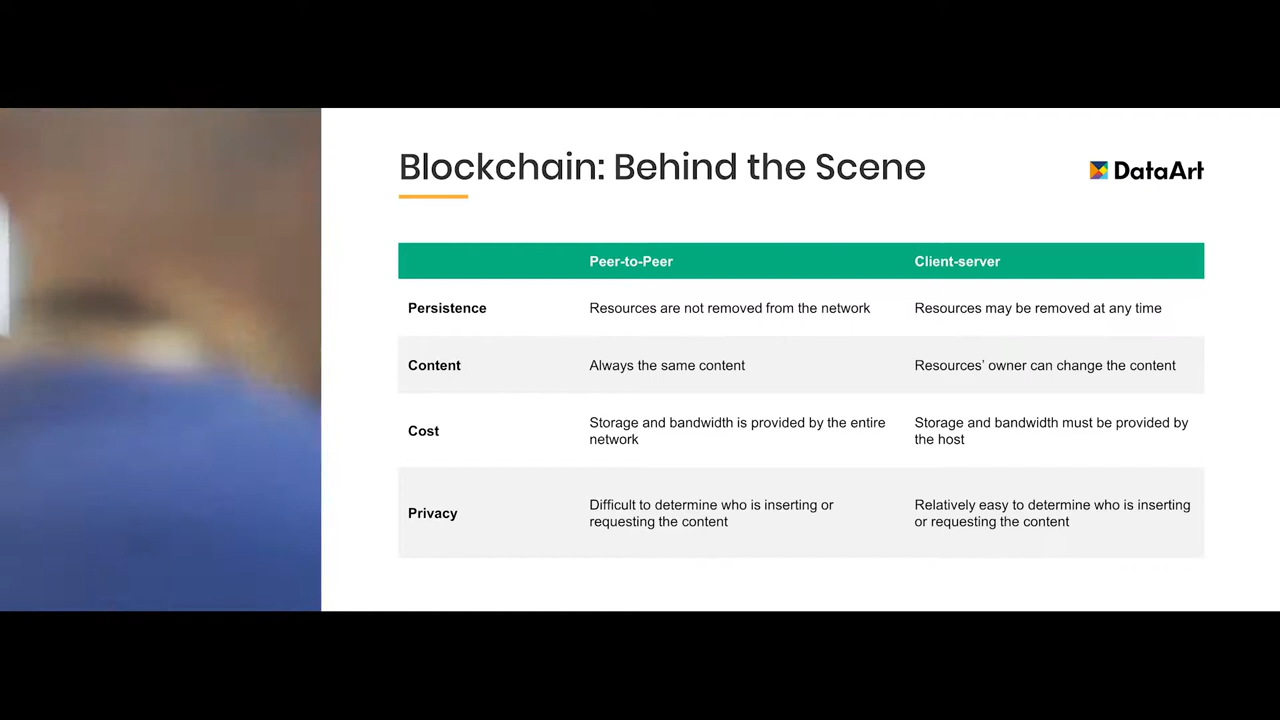 Blockchain: Behind the Scene
DataArt
Peer-to-Peer Client-server
Persistence Resources are not removed from the network Resources may be removed at any time
Content Always the same content Resources’ owner can change the content
Cost Storage and bandwidth is provided by the entire
network Storage and bandwidth must be provided by
the host
Privacy Difficult to determine who is inserting or
requesting the content Relatively easy to determine who is inserting
or requesting the content